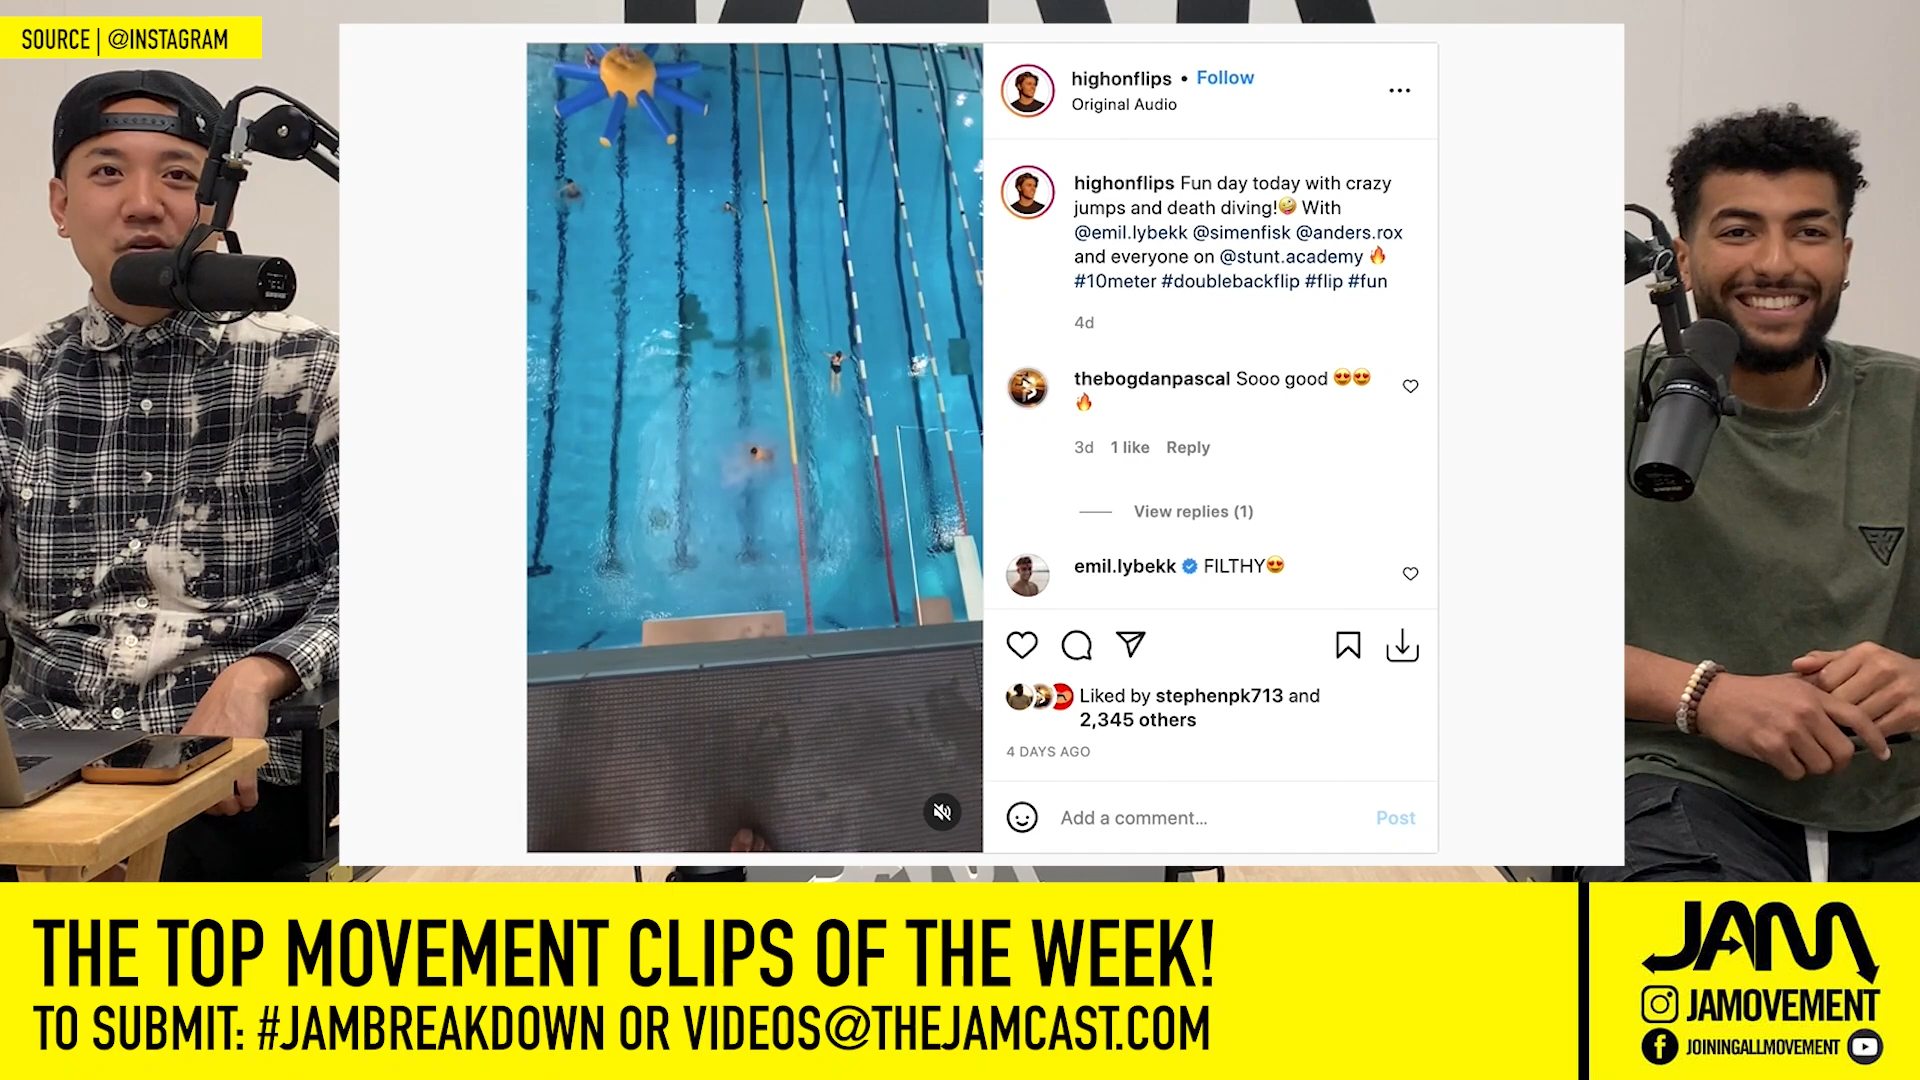 SOURCE | @INSTAGRAM
highonflips • Follow
Original Audio
highonflips Fun day today with crazy
jumps and death diving!🤪 With
@emil.lybekk @simenfisk @anders.rox
and everyone on @stunt.academy 🔥
#10meter #doublebackflip #flip #fun
4d
thebogdanpascal Sooo good 😍😍
🔥
3d 1 like Reply
View replies (1)
emil.lybekk FILTHY😍
Liked by stephenpk713 and
2,345 others
4 DAYS AGO
Add a comment... Post
THE TOP MOVEMENT CLIPS OF THE WEEK!
TO SUBMIT: #JAMBREAKDOWN OR VIDEOS@THEJAMCAST.COM
JAM
JAMOVEMENT
JOININGALLMOVEMENT